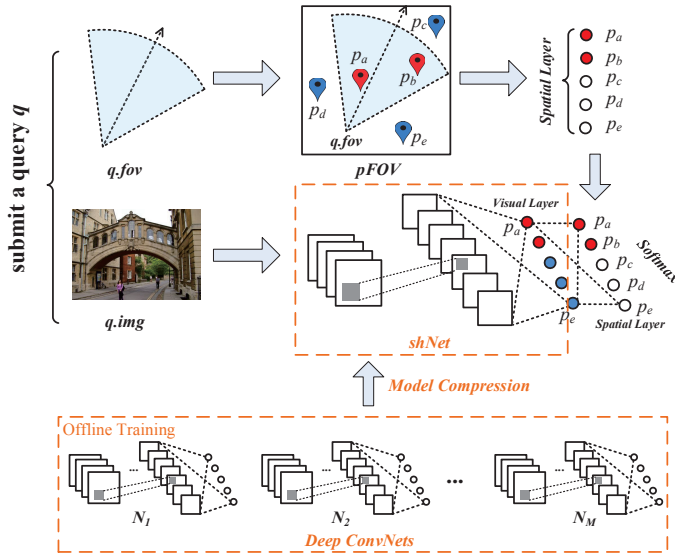 submit a query q
q.fov
p_a
p_b
p_c
p_d
p_e
q.fov
pFOV
Spatial Layer
p_a
p_b
p_c
p_d
p_e
q.img
Visual Layer
p_a
p_e
shNet
p_a
p_b
p_c
p_d
p_e
Softmax
Spatial Layer
Model Compression
Offline Training
...
...
...
...
N_1
N_2
N_M
Deep ConvNets